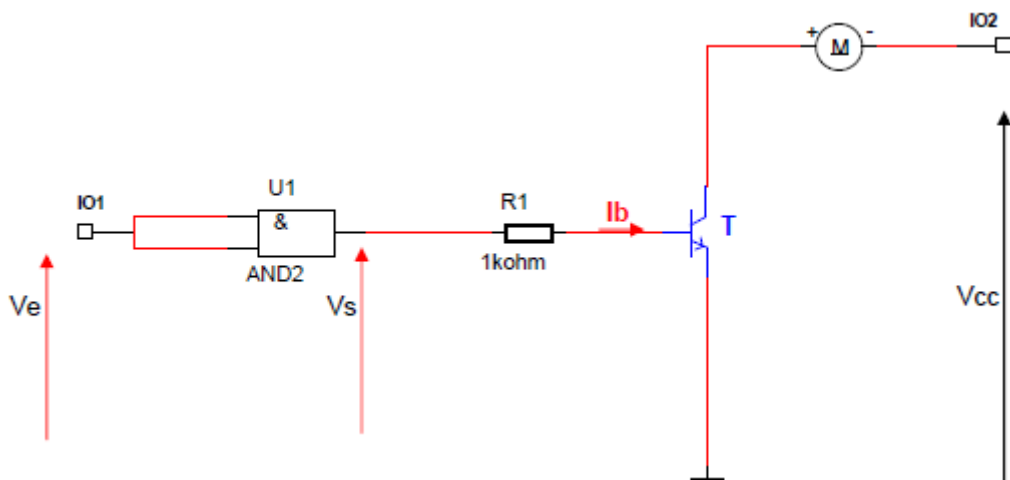 IO2
+ M -
U1
IO1
&
R1
Ib
T
AND2
1kohm
Ve
Vs
Vcc